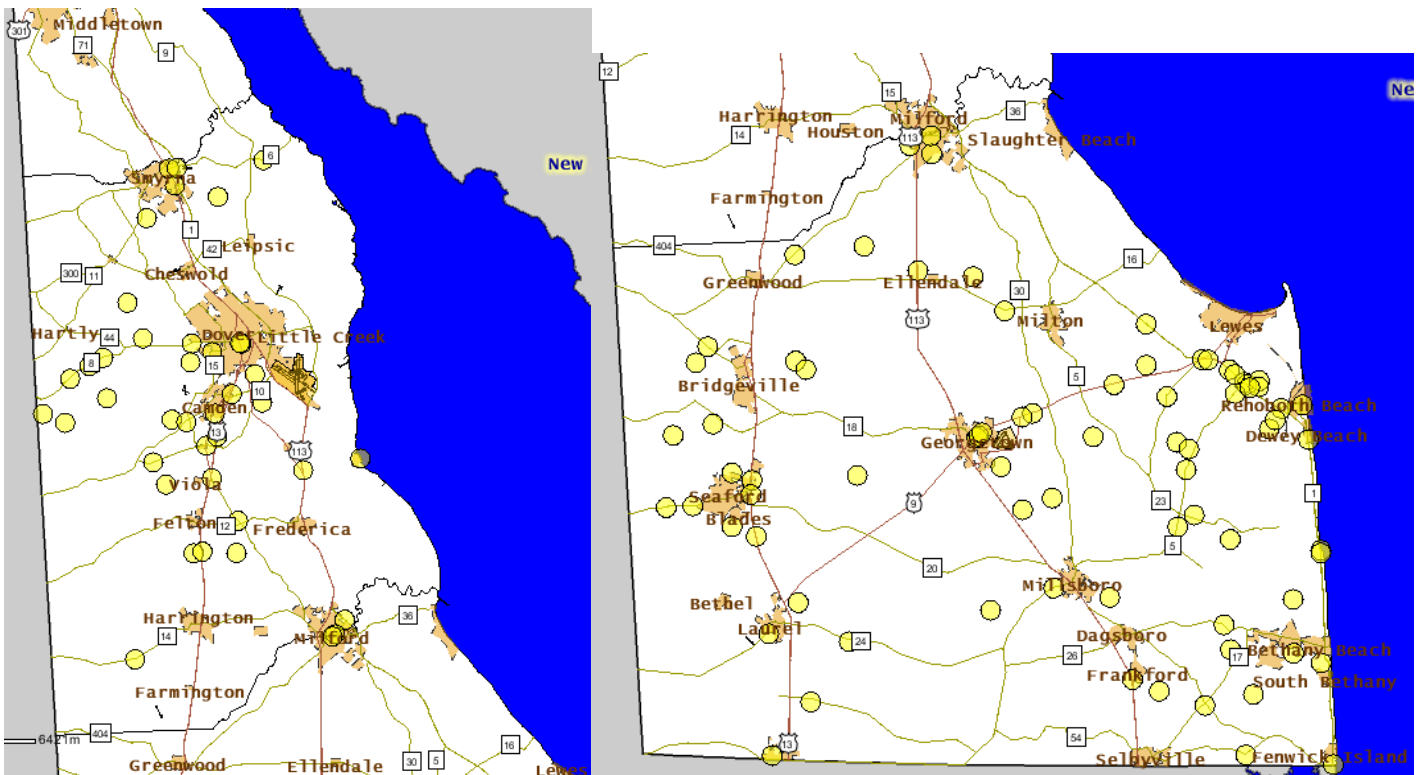 Middletown
301
71
9
6
New
Smyrna
1
42
Leipsic
300
11
Cheswold
Hartly
44
Dover
Little Creek
8
15
10
Camden
13
113
Viola
Felton
12
Frederica
Harrington
36
14
Milford
Farmington
404
6421m
16
Greenwood
Ellendale
30
5
Lewes
12
Ne
15
36
Harrington
Milford
14
Houston
113
Slaughter Beach
Farmington
404
16
Greenwood
Ellendale
30
113
Milton
Lewes
5
Bridgeville
Rehoboth Beach
18
Georgetown
Dewey Beach
Seaford
9
23
1
Blades
5
20
Millsboro
Bethel
Laurel
24
Dagsboro
26
17
Bethany Beach
Frankford
South Bethany
54
13
Selbyville
Fenwick Island